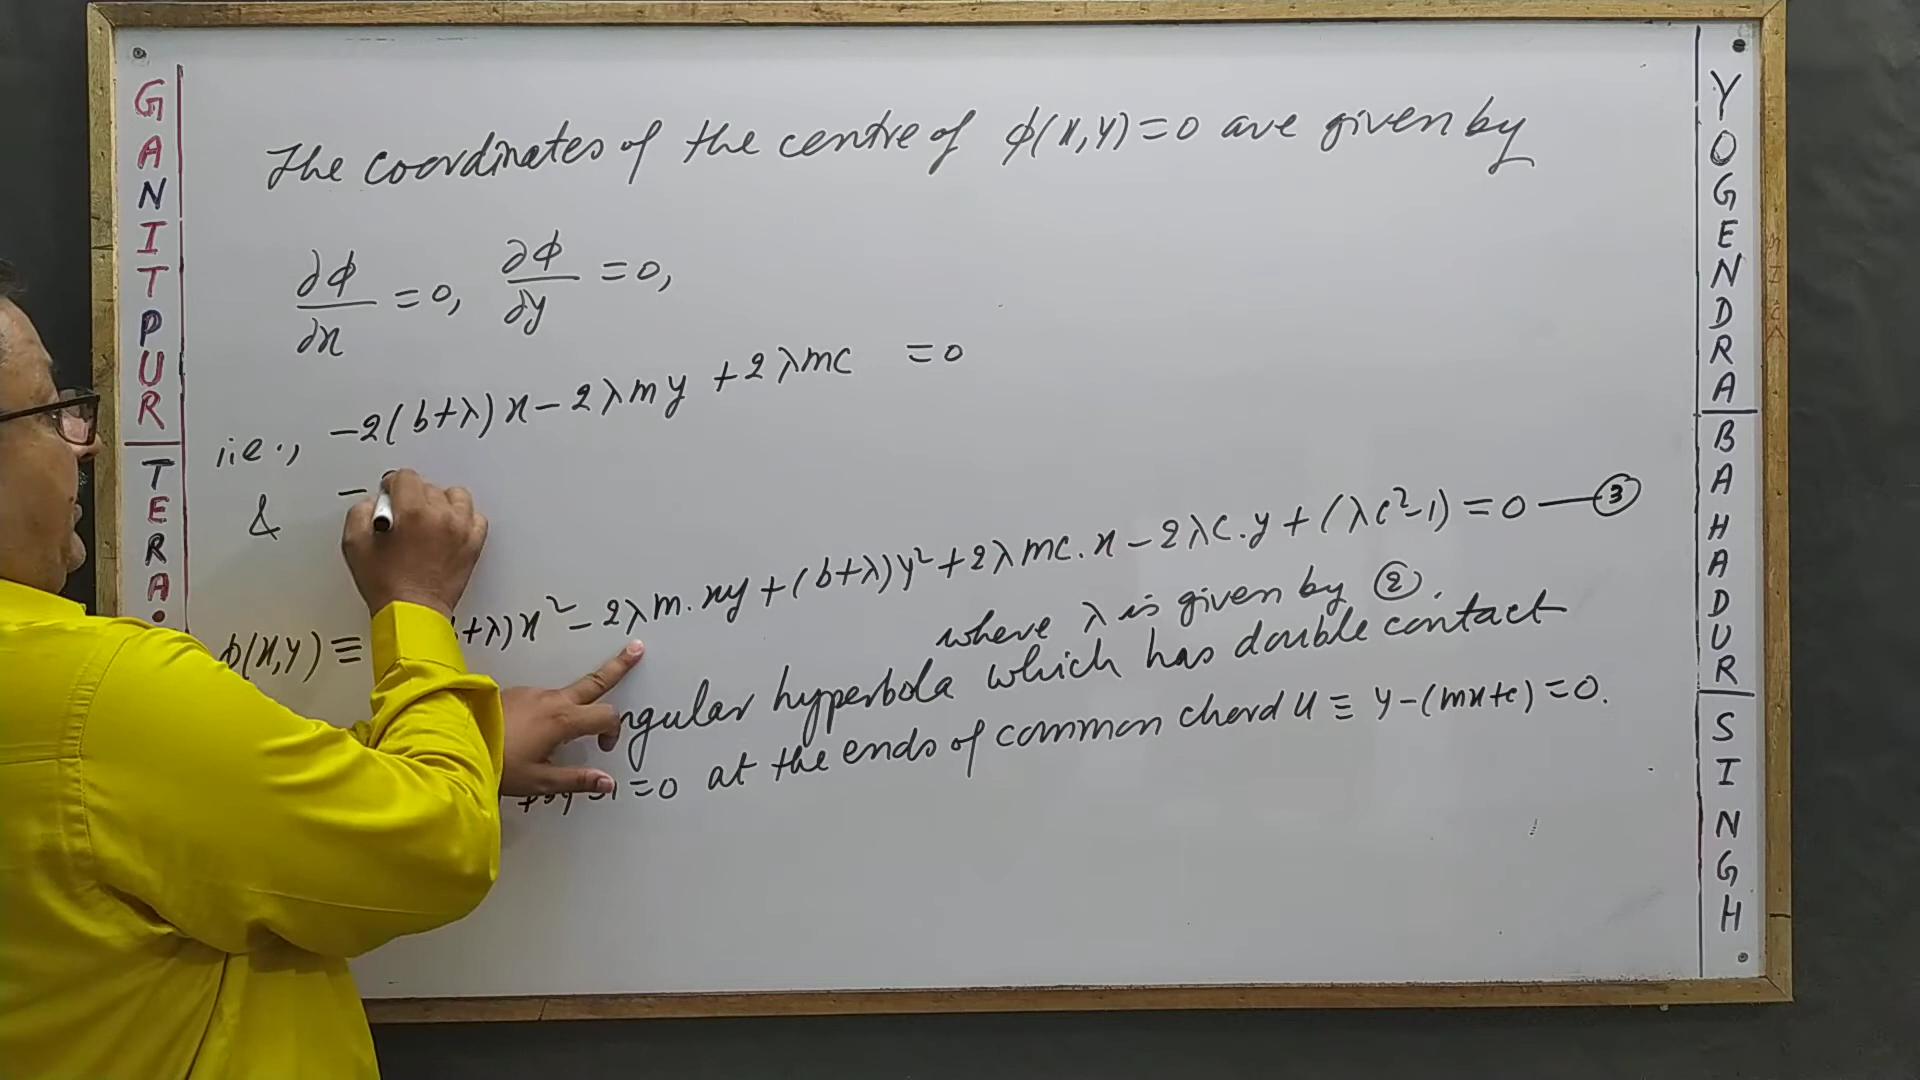 GANITPUR
TERA.
The coordinates of the centre of ϕ(x,y)=0 are given by
∂ϕ/∂x =0, ∂ϕ/∂y =0,
i.e., -2(b+λ)x-2λmy+2λmc =0
& -
ϕ(x,y)≡ +λ)x²-2λm.xy+(b+λ)y²+2λmc.x-2λc.y+(λc²-1)=0 — ③
where λ is given by ②.
ngular hyperbola which has double contact
=0 at the ends of common chord u ≡ y-(mx+c)=0.
YOGENDRA
BAHADUR
SINGH